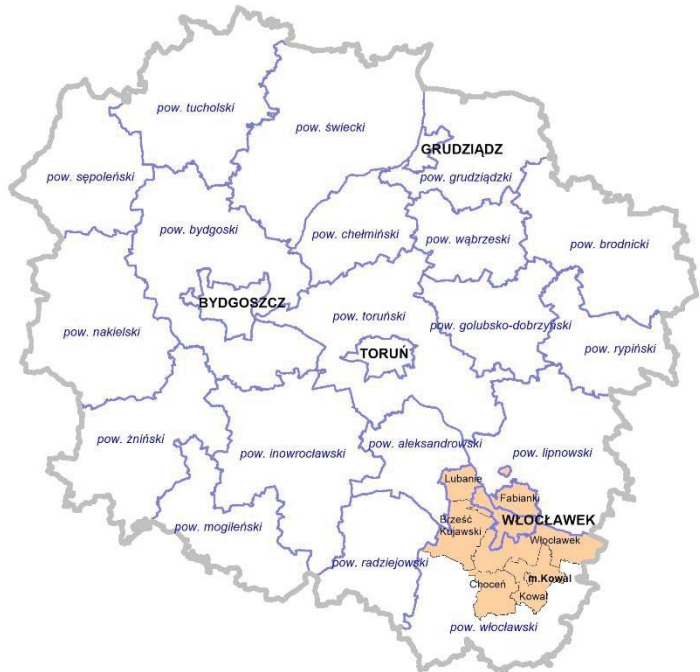 pow. tucholski
pow. świecki
GRUDZIĄDZ
pow. sępoleński
pow. grudziądzki
pow. bydgoski
pow. chełmiński
pow. wąbrzeski
pow. brodnicki
BYDGOSZCZ
pow. nakielski
pow. toruński
pow. golubsko-dobrzyński
TORUŃ
pow. rypiński
pow. żniński
pow. inowrocławski
pow. aleksandrowski
pow. lipnowski
Lubanie
Fabianki
pow. mogileński
Brześć
Kujawski
WŁOCŁAWEK
Włocławek
pow. radziejowski
Choceń
m.Kowal
Kowal
pow. włocławski